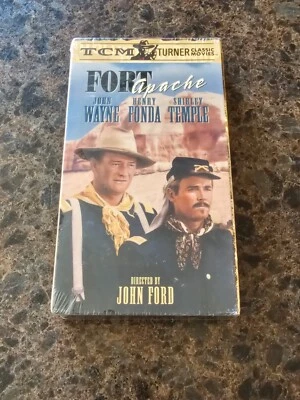 TCM TURNER CLASSIC MOVIES
FORT
Apache
JOHN HENRY SHIRLEY
WAYNE FONDA TEMPLE
DIRECTED BY
JOHN FORD